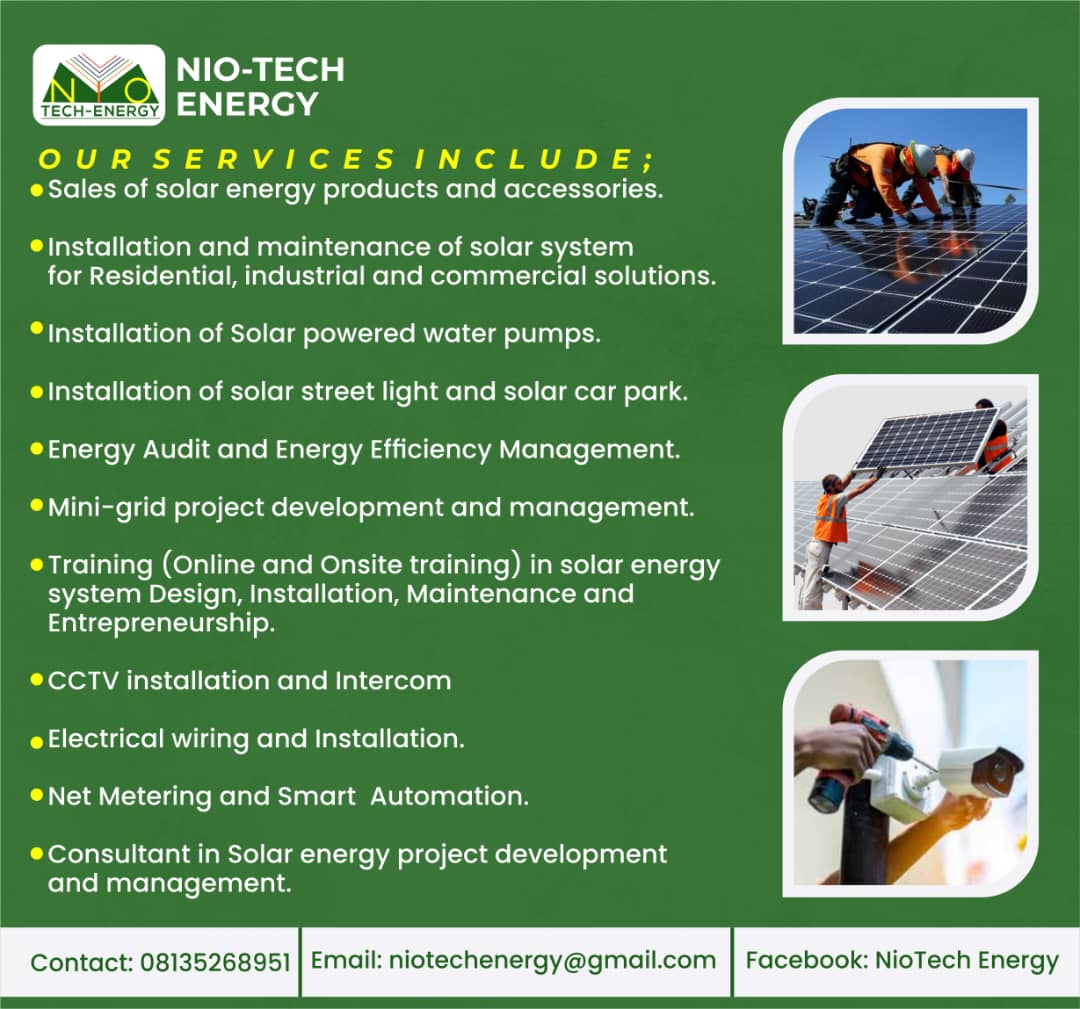 NYO
TECH-ENERGY
NIO-TECH
ENERGY
OUR SERVICES INCLUDE;
Sales of solar energy products and accessories.
Installation and maintenance of solar system
for Residential, industrial and commercial solutions.
Installation of Solar powered water pumps.
Installation of solar street light and solar car park.
Energy Audit and Energy Efficiency Management.
Mini-grid project development and management.
Training (Online and Onsite training) in solar energy
system Design, Installation, Maintenance and
Entrepreneurship.
CCTV installation and Intercom
Electrical wiring and Installation.
Net Metering and Smart  Automation.
Consultant in Solar energy project development
and management.
Contact: 08135268951
Email: niotechenergy@gmail.com
Facebook: NioTech Energy